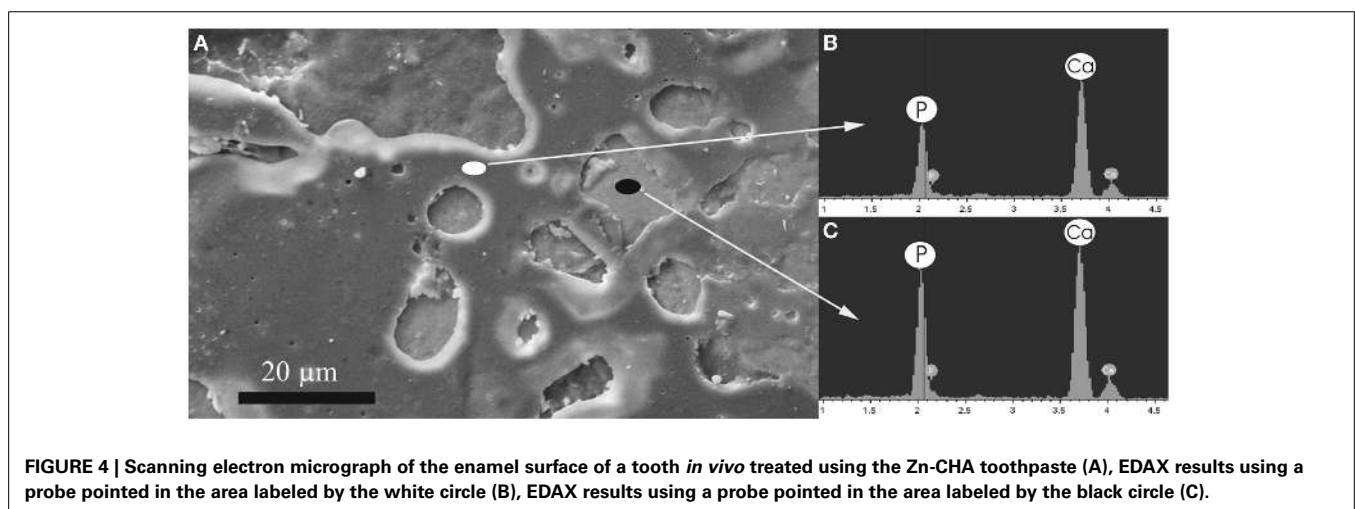 A
20 µm
B
P
Ca
1 1.5 2 2.5 3 3.5 4 4.5
C
P
Ca
1 1.5 2 2.5 3 3.5 4 4.5
FIGURE 4 | Scanning electron micrograph of the enamel surface of a tooth in vivo treated using the Zn-CHA toothpaste (A), EDAX results using a
probe pointed in the area labeled by the white circle (B), EDAX results using a probe pointed in the area labeled by the black circle (C).